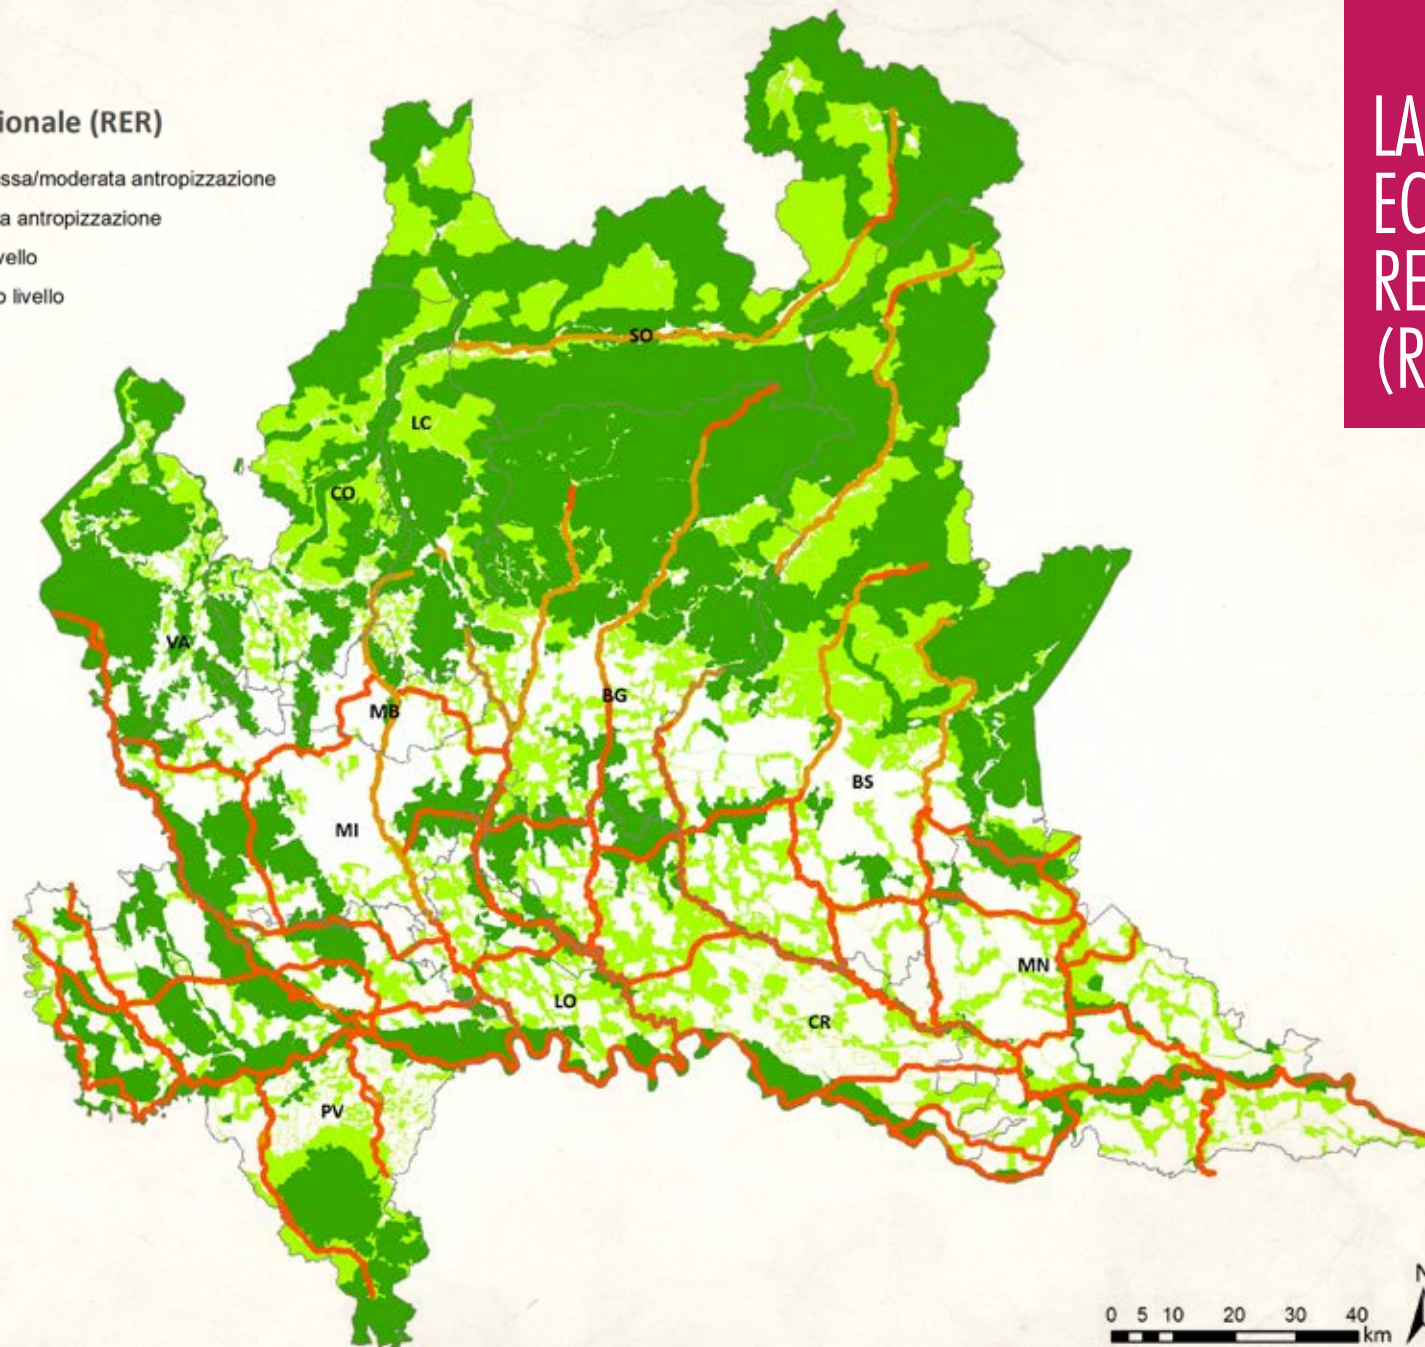 ionale (RER)
ssa/moderata antropizzazione
a antropizzazione
vello
o livello
LA
EC
RE
(R
SO
LC
CO
VA
MB
BG
BS
MI
MN
LO
CR
PV
N
0 5 10 20 30 40
km